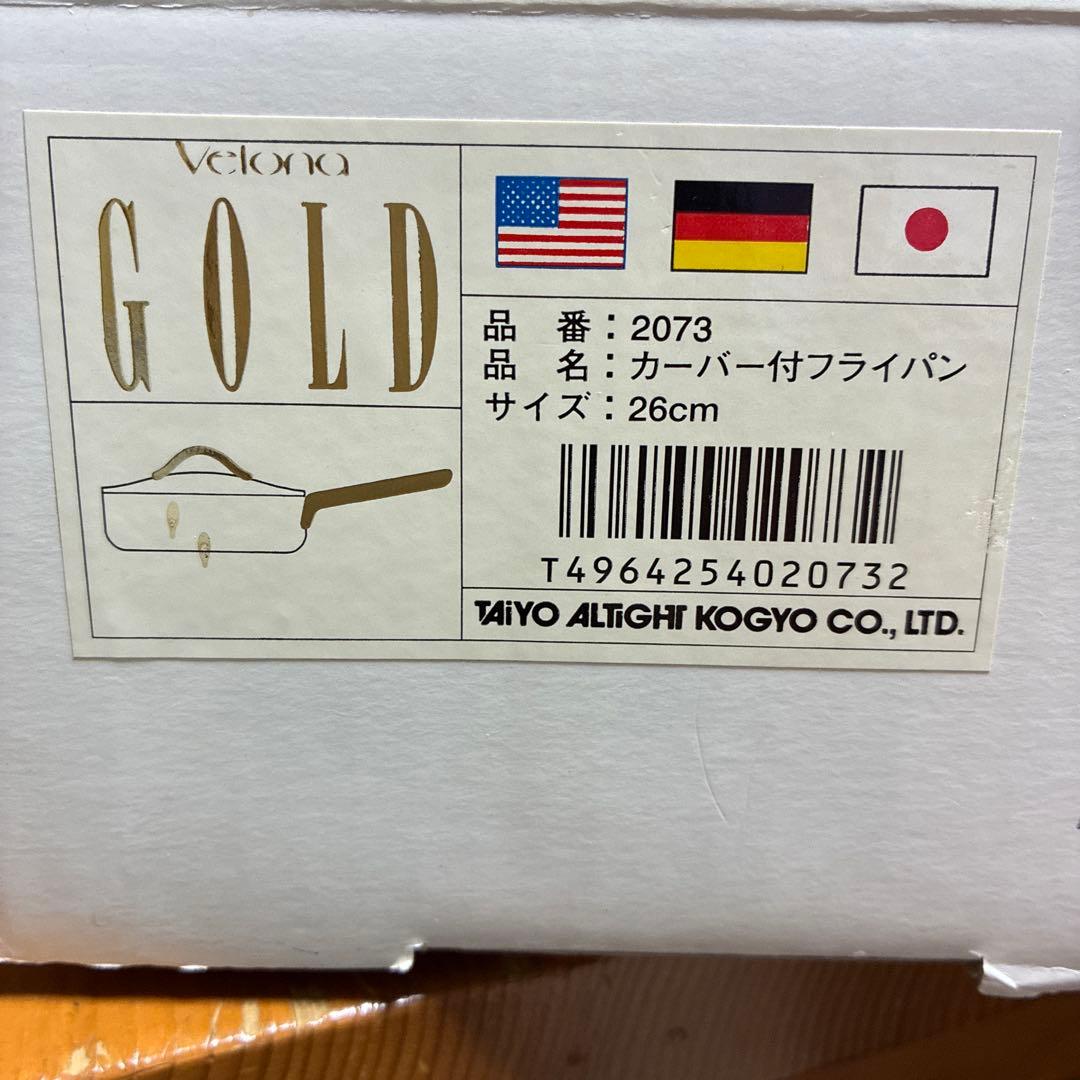 Velona
GOLD
品 番：2073
品 名：カーバー付フライパン
サイズ：26cm
T4964254020732
TAiYO ALTiGHT KOGYO CO., LTD.